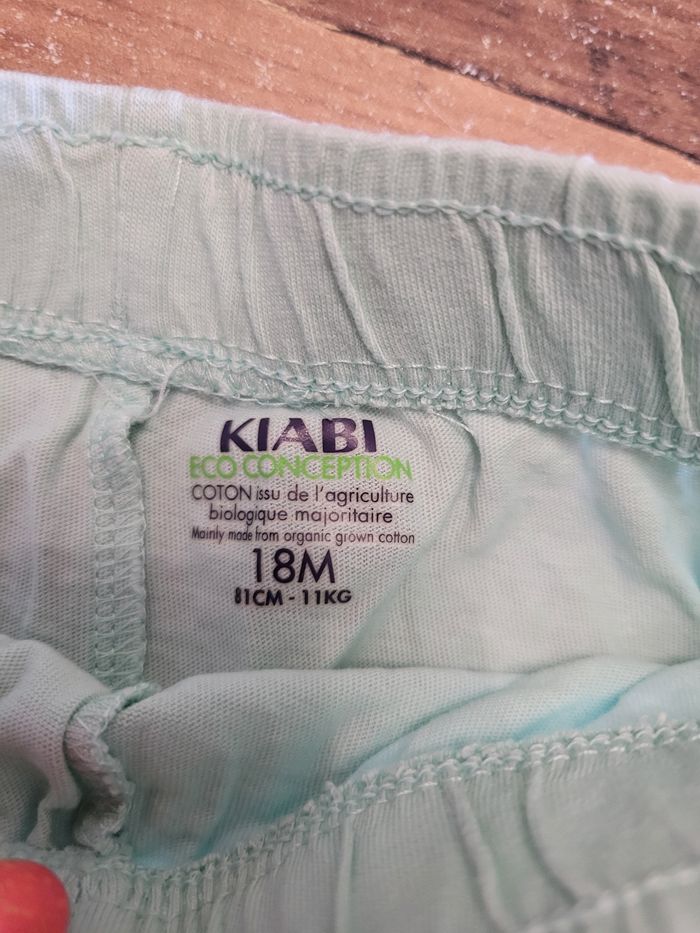 KIABI
ECO CONCEPTION
COTON issu de l'agriculture
biologique majoritaire
Mainly made from organic grown cotton
18M
81CM - 11KG